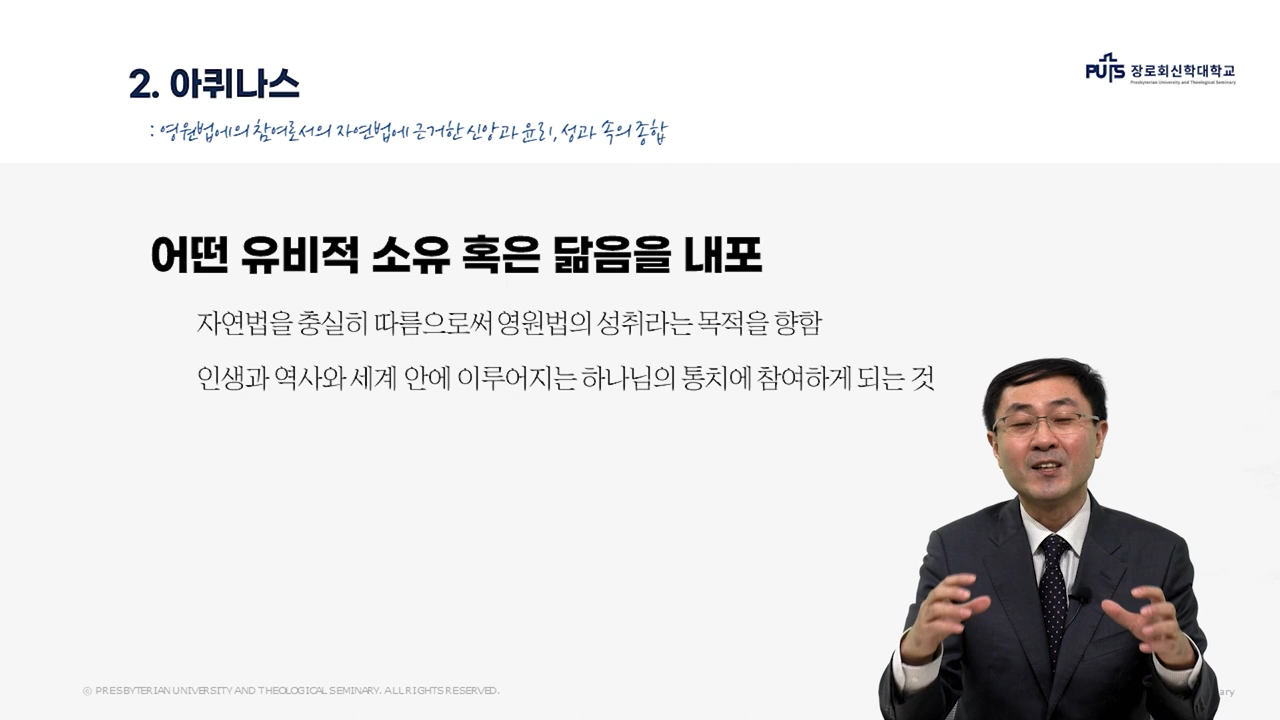 2. 아퀴나스
PUTS 장로회신학대학교
Presbyterian University and Theological Seminary
: 영원법에의 참여로서의 자연법에 근거한 신앙과 윤리, 성과 속의 종합
어떤 유비적 소유 혹은 닮음을 내포
자연법을 충실히 따름으로써 영원법의 성취라는 목적을 향함
인생과 역사와 세계 안에 이루어지는 하나님의 통치에 참여하게 되는 것
© PRESBYTERIAN UNIVERSITY AND THEOLOGICAL SEMINARY. ALL RIGHTS RESERVED.